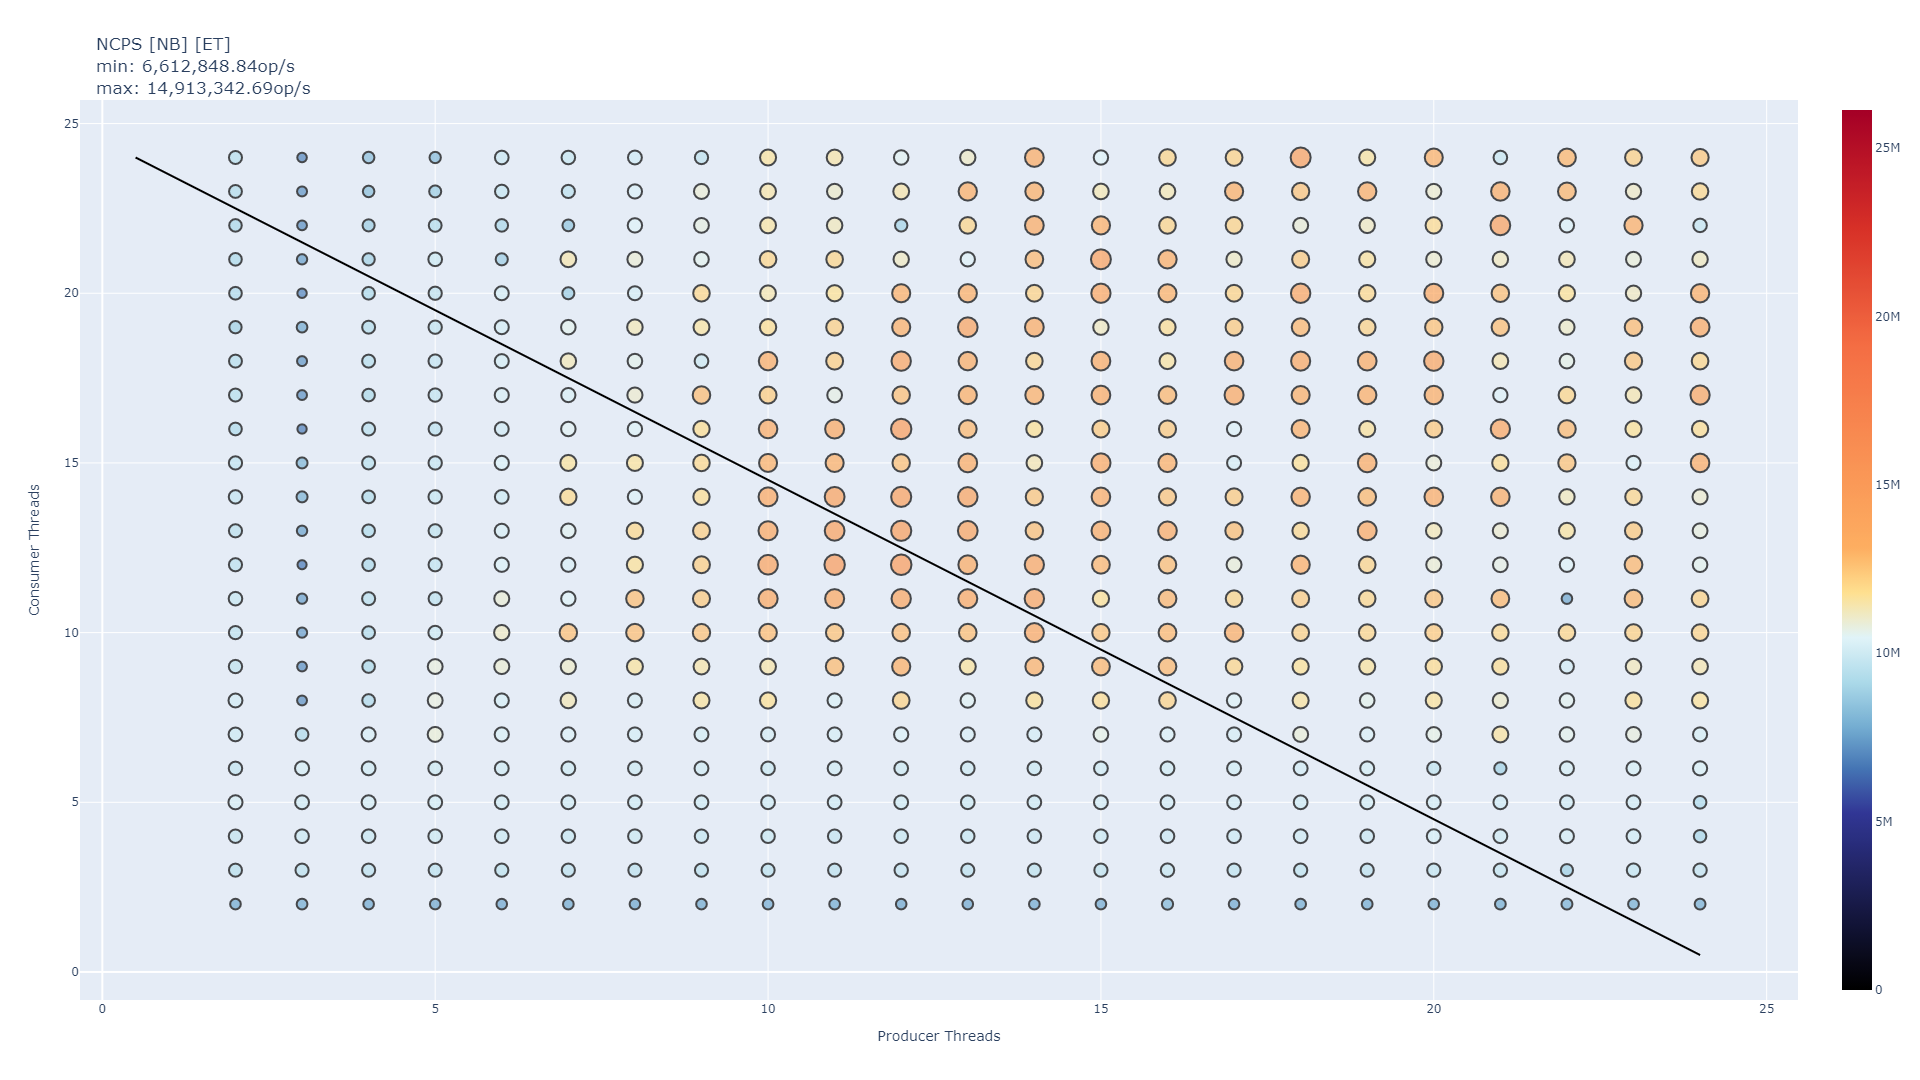 NCPS [NB] [ET]
min: 6,612,848.84op/s
max: 14,913,342.69op/s
25
20
15
10
5
0
Consumer Threads
0
5
10
15
20
25
Producer Threads
25M
20M
15M
10M
5M
0